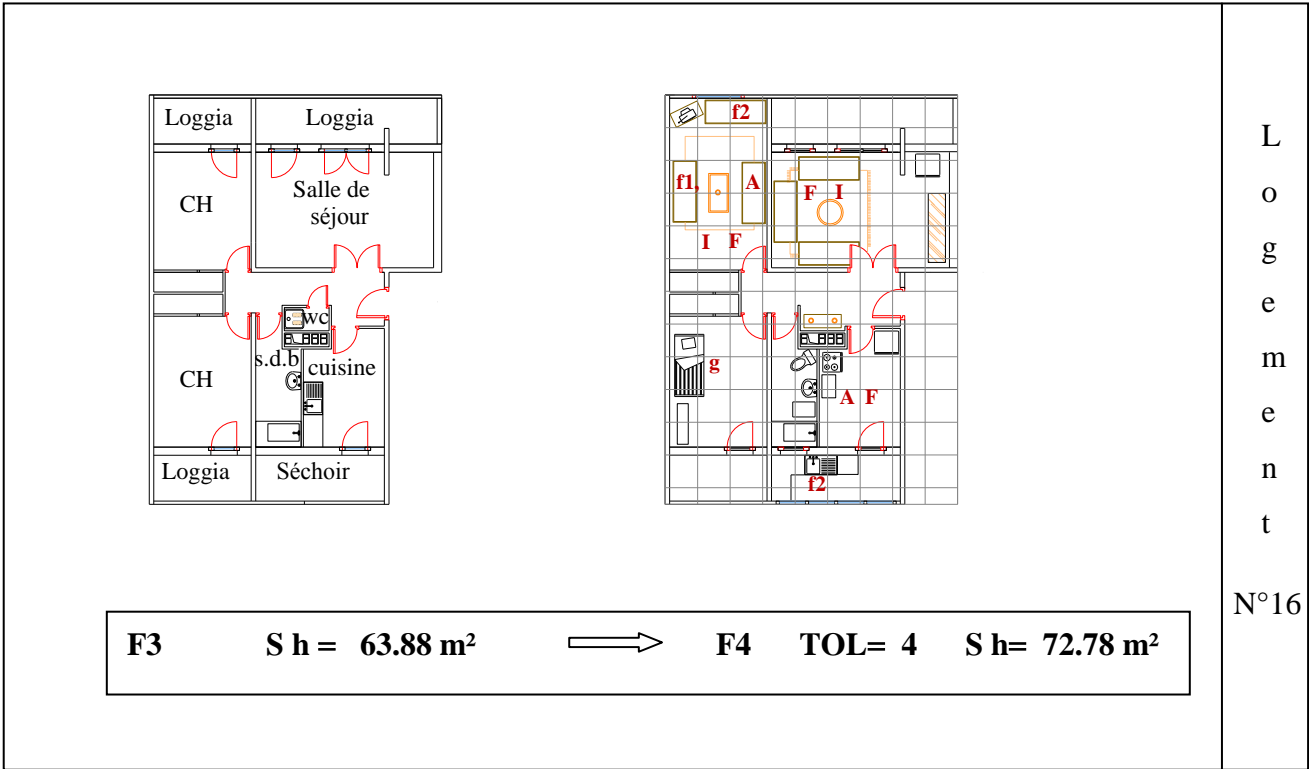 Loggia Loggia
CH
Salle de
séjour
wc
s.d.b
cuisine
CH
Loggia
Séchoir
f2
f1,
A
F I
I F
g
A F
f2
F3 S h = 63.88 m² F4 TOL= 4 S h= 72.78 m²
L
o
g
e
m
e
n
t
N°16